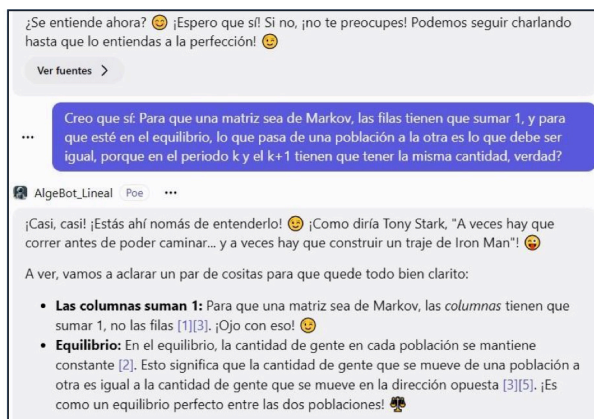 ¿Se entiende ahora? 😊 ¡Espero que sí! Si no, ¡no te preocupes! Podemos seguir charlando
hasta que lo entiendas a la perfección! 😉
Ver fuentes >
Creo que sí: Para que una matriz sea de Markov, las filas tienen que sumar 1, y para
que esté en el equilibrio, lo que pasa de una población a la otra es lo que debe ser
igual, porque en el periodo k y el k+1 tienen que tener la misma cantidad, verdad?
AlgeBot_Lineal Poe
¡Casi, casi! ¡Estás ahí nomás de entenderlo! 😉 ¡Como diría Tony Stark, "A veces hay que
correr antes de poder caminar... y a veces hay que construir un traje de Iron Man"! 😜
A ver, vamos a aclarar un par de cositas para que quede todo bien clarito:
• Las columnas suman 1: Para que una matriz sea de Markov, las columnas tienen que
sumar 1, no las filas [1][3]. ¡Ojo con eso! 😉
• Equilibrio: En el equilibrio, la cantidad de gente en cada población se mantiene
constante [2]. Esto significa que la cantidad de gente que se mueve de una población a
otra es igual a la cantidad de gente que se mueve en la dirección opuesta [3][5]. ¡Es
como un equilibrio perfecto entre las dos poblaciones! ⚖️